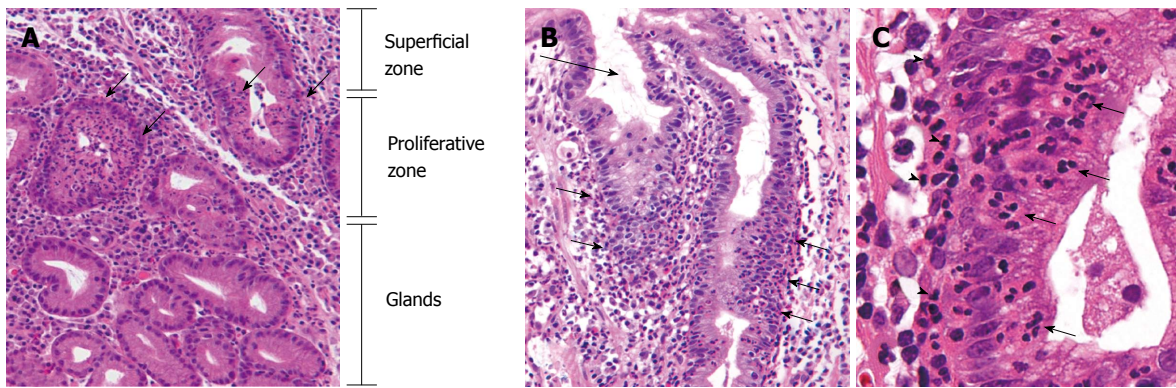 A
Superficial
zone
Proliferative
zone
Glands
B
C